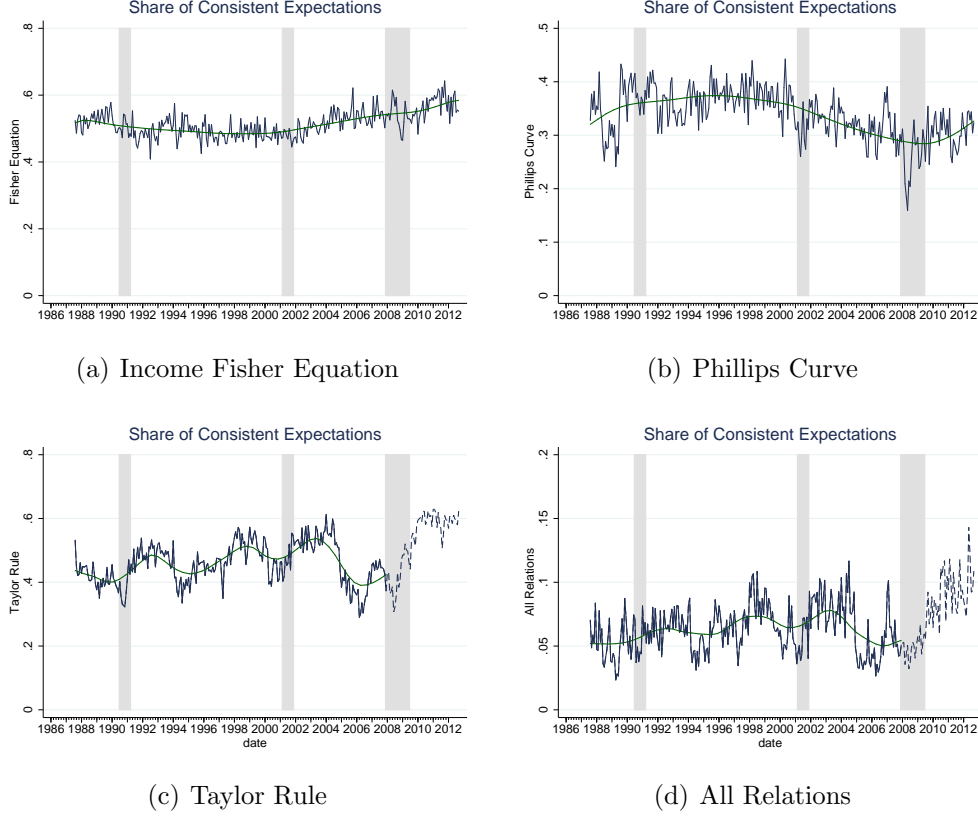 Share of Consistent Expectations
Fisher Equation
0 .2 .4 .6 .8
1986 1988 1990 1992 1994 1996 1998 2000 2002 2004 2006 2008 2010 2012
(a) Income Fisher Equation
Share of Consistent Expectations
Phillips Curve
0 .1 .2 .3 .4 .5
1986 1988 1990 1992 1994 1996 1998 2000 2002 2004 2006 2008 2010 2012
(b) Phillips Curve
Share of Consistent Expectations
Taylor Rule
0 .2 .4 .6 .8
1986 1988 1990 1992 1994 1996 1998 2000 2002 2004 2006 2008 2010 2012
date
(c) Taylor Rule
Share of Consistent Expectations
All Relations
0 .05 .1 .15 .2
1986 1988 1990 1992 1994 1996 1998 2000 2002 2004 2006 2008 2010 2012
date
(d) All Relations